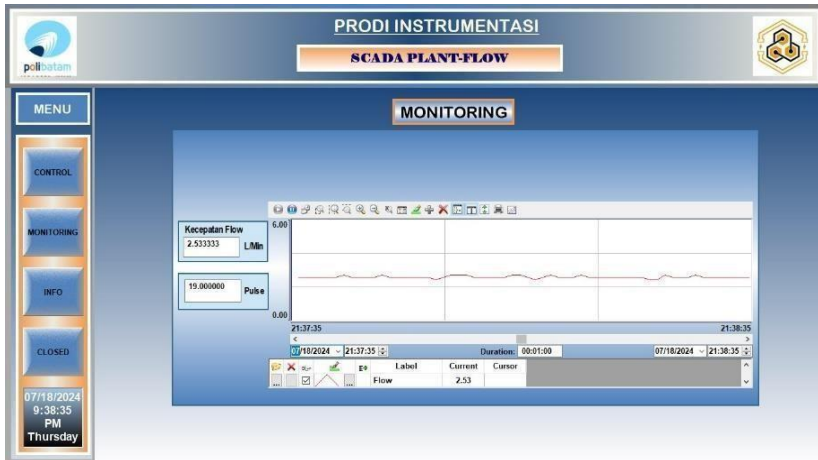 PRODI INSTRUMENTASI
SCADA PLANT-FLOW
polibatam
MENU
MONITORING
CONTROL
MONITORING
INFO
CLOSED
07/18/2024
9:38:35
PM
Thursday
Kecepatan Flow
2.533333 L/Min
19.000000 Pulse
6.00
0.00
21:37:35 21:38:35
07/18/2024 21:37:35 Duration: 00:01:00 07/18/2024 21:38:35
Label Current Cursor
Flow 2.53